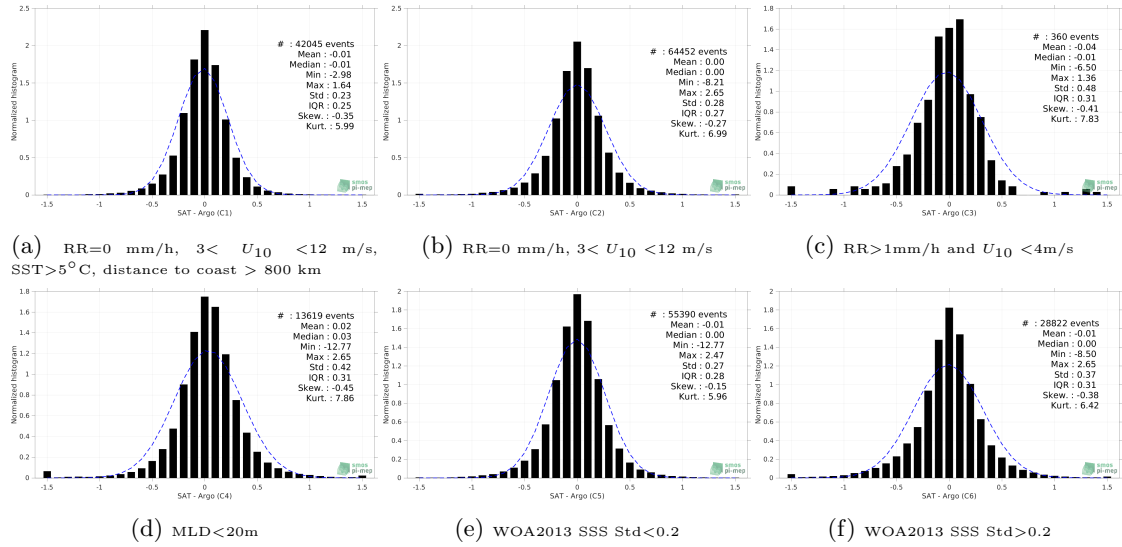 2.5
2
1.5
1
0.5
0
Normalized histogram
# : 42045 events
Mean : -0.01
Median : -0.01
Min : -2.98
Max : 1.64
Std : 0.23
IQR : 0.25
Skew. : -0.35
Kurt. : 5.99
smos
pi-mep
-1.5 -1 -0.5 0 0.5 1 1.5
SAT - Argo (C1)
(a) RR=0 mm/h, 3< U10 <12 m/s,
SST>5°C, distance to coast > 800 km
2.5
2
1.5
1
0.5
0
Normalized histogram
# : 64452 events
Mean : 0.00
Median : 0.00
Min : -8.21
Max : 2.65
Std : 0.28
IQR : 0.27
Skew. : -0.27
Kurt. : 6.99
smos
pi-mep
-1.5 -1 -0.5 0 0.5 1 1.5
SAT - Argo (C2)
(b) RR=0 mm/h, 3< U10 <12 m/s
1.8
1.6
1.4
1.2
1
0.8
0.6
0.4
0.2
0
Normalized histogram
# : 360 events
Mean : -0.04
Median : -0.01
Min : -6.50
Max : 1.36
Std : 0.48
IQR : 0.31
Skew. : -0.41
Kurt. : 7.83
smos
pi-mep
-1.5 -1 -0.5 0 0.5 1 1.5
SAT - Argo (C3)
(c) RR>1mm/h and U10 <4m/s
1.8
1.6
1.4
1.2
1
0.8
0.6
0.4
0.2
0
Normalized histogram
# : 13619 events
Mean : 0.02
Median : 0.03
Min : -12.77
Max : 2.65
Std : 0.42
IQR : 0.31
Skew. : -0.45
Kurt. : 7.86
smos
pi-mep
-1.5 -1 -0.5 0 0.5 1 1.5
SAT - Argo (C4)
(d) MLD<20m
2
1.8
1.6
1.4
1.2
1
0.8
0.6
0.4
0.2
0
Normalized histogram
# : 55390 events
Mean : -0.01
Median : 0.00
Min : -12.77
Max : 2.47
Std : 0.27
IQR : 0.28
Skew. : -0.15
Kurt. : 5.96
smos
pi-mep
-1.5 -1 -0.5 0 0.5 1 1.5
SAT - Argo (C5)
(e) WOA2013 SSS Std<0.2
2
1.8
1.6
1.4
1.2
1
0.8
0.6
0.4
0.2
0
Normalized histogram
# : 28822 events
Mean : -0.01
Median : 0.00
Min : -8.50
Max : 2.65
Std : 0.37
IQR : 0.31
Skew. : -0.38
Kurt. : 6.42
smos
pi-mep
-1.5 -1 -0.5 0 0.5 1 1.5
SAT - Argo (C6)
(f) WOA2013 SSS Std>0.2